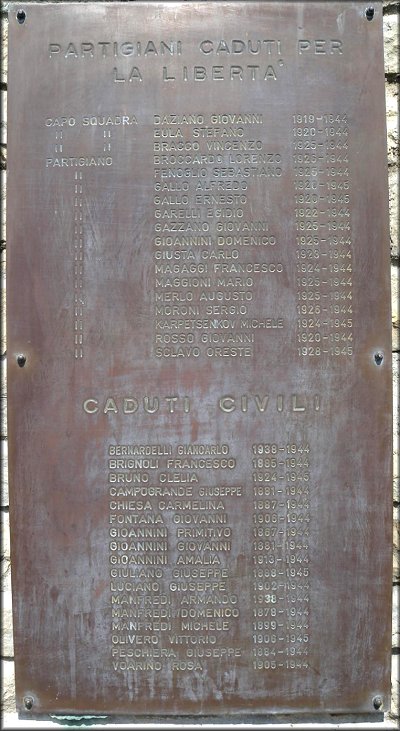 PARTIGIANI CADUTI PER
LA LIBERTA'
CAPO SQUADRA DAZIANO GIOVANNI 1919-1944
" " EULA STEFANO 1920-1944
" " BRACCO VINCENZO 1925-1944
PARTIGIANO BROCCARDO LORENZO 1925-1944
" FENOGLIO SEBASTIANO 1925-1944
" GALLO ALFREDO 1920-1945
" GALLO ERNESTO 1920-1945
" GARELLI EGIDIO 1922-1944
" GAZZANO GIOVANNI 1925-1944
" GIOANNINI DOMENICO 1925-1944
" GIUSTA CARLO 1923-1944
" MAGAGGI FRANCESCO 1924-1944
" MAGGIONI MARIO 1925-1944
" MERLO AUGUSTO 1925-1944
" MORONI SERGIO 1926-1944
" KARPETSENKOV MICHELE 1924-1945
" ROSSO GIOVANNI 1920-1944
" SCLAVO ORESTE 1928-1945
CADUTI CIVILI
BERNARDELLI GIANCARLO 1938-1944
BRIGNOLI FRANCESCO 1885-1944
BRUNO CLELIA 1924-1945
CAMPOGRANDE GIUSEPPE 1881-1944
CHIESA CARMELINA 1887-1944
FONTANA GIOVANNI 1906-1944
GIOANNINI PRIMITIVO 1867-1944
GIOANNINI GIOVANNI 1881-1944
GIOANNINI AMALIA 1913-1944
GIULIANO GIUSEPPE 1888-1945
LUCIANO GIUSEPPE 1902-1944
MANFREDI ARMANDO 1938-1944
MANFREDI DOMENICO 1878-1944
MANFREDI MICHELE 1899-1944
OLIVERO VITTORIO 1906-1945
PESCHIERA GIUSEPPE 1884-1944
VOARINO ROSA 1905-1944